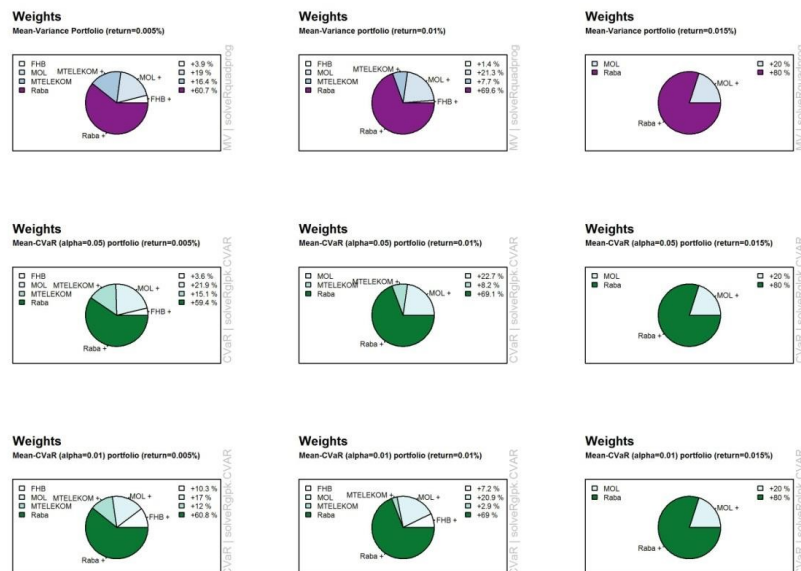 Weights
Mean-Variance Portfolio (return=0.005%)
FHB
MOL
MTELEKOM
Raba
MTELEKOM +
MOL +
FHB +
Raba +
+3.9 %
+19 %
+16.4 %
+60.7 %
MV | solveRquadprog
Weights
Mean-Variance Portfolio (return=0.01%)
FHB
MOL
MTELEKOM
Raba
MTELEKOM +
MOL +
FHB +
Raba +
+1.4 %
+21.3 %
+7.7 %
+69.6 %
MV | solveRquadprog
Weights
Mean-Variance Portfolio (return=0.015%)
MOL
Raba
MOL +
Raba +
+20 %
+80 %
MV | solveRquadprog
Weights
Mean-CVaR (alpha=0.05) portfolio (return=0.005%)
FHB
MOL
MTELEKOM
Raba
MTELEKOM +
MOL +
FHB +
Raba +
+3.6 %
+21.9 %
+15.1 %
+59.4 %
CVaR | solveRglpk.CVAR
Weights
Mean-CVaR (alpha=0.05) portfolio (return=0.01%)
MOL
MTELEKOM
Raba
MTELEKOM +
MOL +
Raba +
+22.7 %
+8.2 %
+69.1 %
CVaR | solveRglpk.CVAR
Weights
Mean-CVaR (alpha=0.05) portfolio (return=0.015%)
MOL
Raba
MOL +
Raba +
+20 %
+80 %
CVaR | solveRglpk.CVAR
Weights
Mean-CVaR (alpha=0.01) portfolio (return=0.005%)
FHB
MOL
MTELEKOM
Raba
MTELEKOM +
MOL +
FHB +
Raba +
+10.3 %
+17 %
+12 %
+60.8 %
CVaR | solveRglpk.CVAR
Weights
Mean-CVaR (alpha=0.01) portfolio (return=0.01%)
FHB
MOL
MTELEKOM
Raba
MTELEKOM +
MOL +
FHB +
Raba +
+7.2 %
+20.9 %
+2.9 %
+69 %
CVaR | solveRglpk.CVAR
Weights
Mean-CVaR (alpha=0.01) portfolio (return=0.015%)
MOL
Raba
MOL +
Raba +
+20 %
+80 %
CVaR | solveRglpk.CVAR